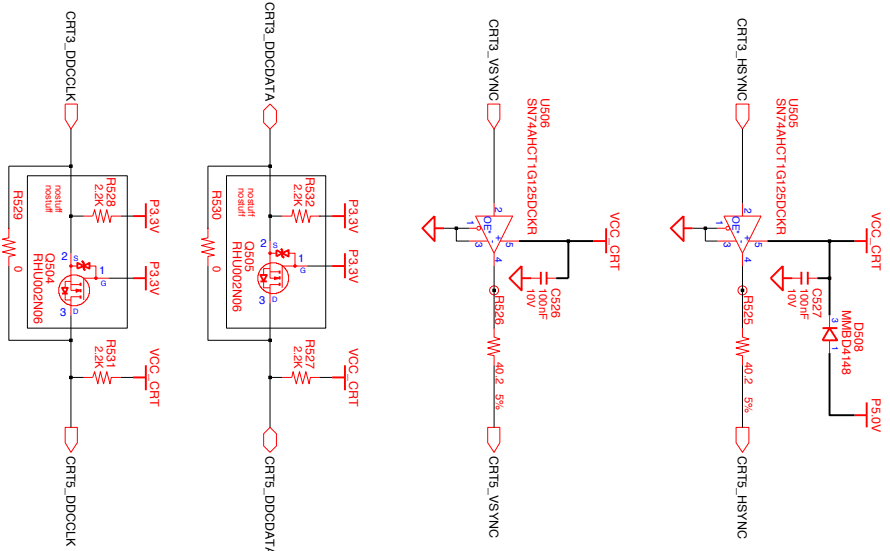 CRT3_DDCCLK
R529
0
nostuff
nostuff
R528
2.2K
P3.3V
P3.3V
Q504
RHU002N06
2
S
1
G
3
D
R531
2.2K
VCC_CRT
CRT5_DDCCLK
CRT3_DDCDATA
R530
0
nostuff
nostuff
R532
2.2K
P3.3V
P3.3V
Q505
RHU002N06
2
S
1
G
3
D
R527
2.2K
VCC_CRT
CRT5_DDCDATA
CRT3_VSYNC
U506
SN74AHCT1G125DCKR
2
OE*
+
-
1
3
5
4
VCC_CRT
C526
100nF
10V
R526
40.2
5%
CRT5_VSYNC
CRT3_HSYNC
U505
SN74AHCT1G125DCKR
2
OE*
+
-
1
3
5
4
VCC_CRT
C527
100nF
10V
D508
MMBD4148
3
1
P5.0V
R525
40.2
5%
CRT5_HSYNC